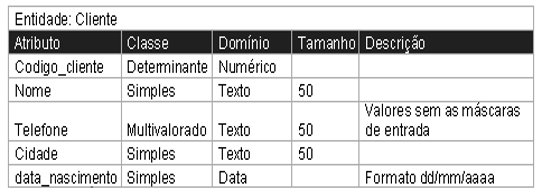 Entidade: Cliente
Atributo Classe Domínio Tamanho Descrição
Codigo_cliente Determinante Numérico
Nome Simples Texto 50
Telefone Multivalorado Texto 50 Valores sem as máscaras de entrada
Cidade Simples Texto 50
data_nascimento Simples Data Formato dd/mm/aaaa